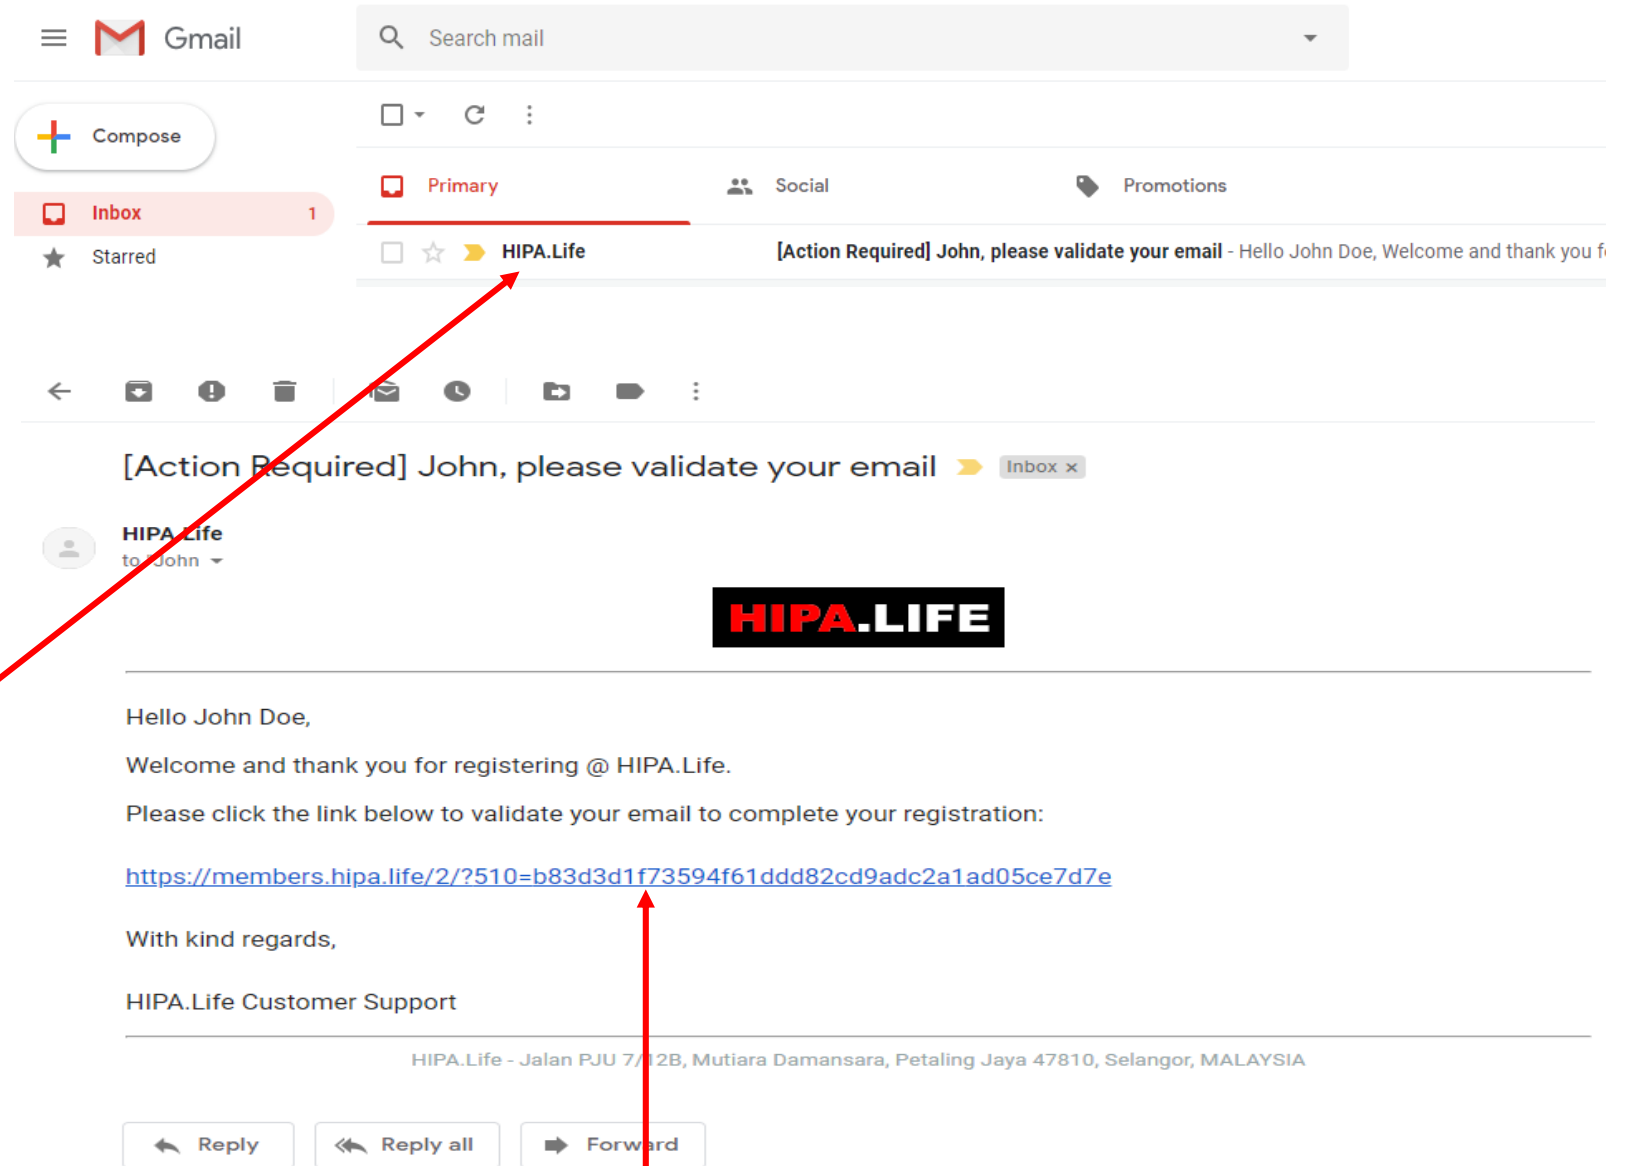 Gmail
Search mail
Compose
Primary
Social
Promotions
Inbox 1
Starred
HIPA.Life [Action Required] John, please validate your email - Hello John Doe, Welcome and thank you
[Action Required] John, please validate your email Inbox x
HIPA.Life
to "John
HIPA.LIFE
Hello John Doe,
Welcome and thank you for registering @ HIPA.Life.
Please click the link below to validate your email to complete your registration:
https://members.hipa.life/2/?510=b83d3d1f73594f61ddd82cd9adc2a1ad05ce7d7e
With kind regards,
HIPA.Life Customer Support
HIPA.Life - Jalan PJU 7/12B, Mutiara Damansara, Petaling Jaya 47810, Selangor, MALAYSIA
Reply
Reply all
Forward